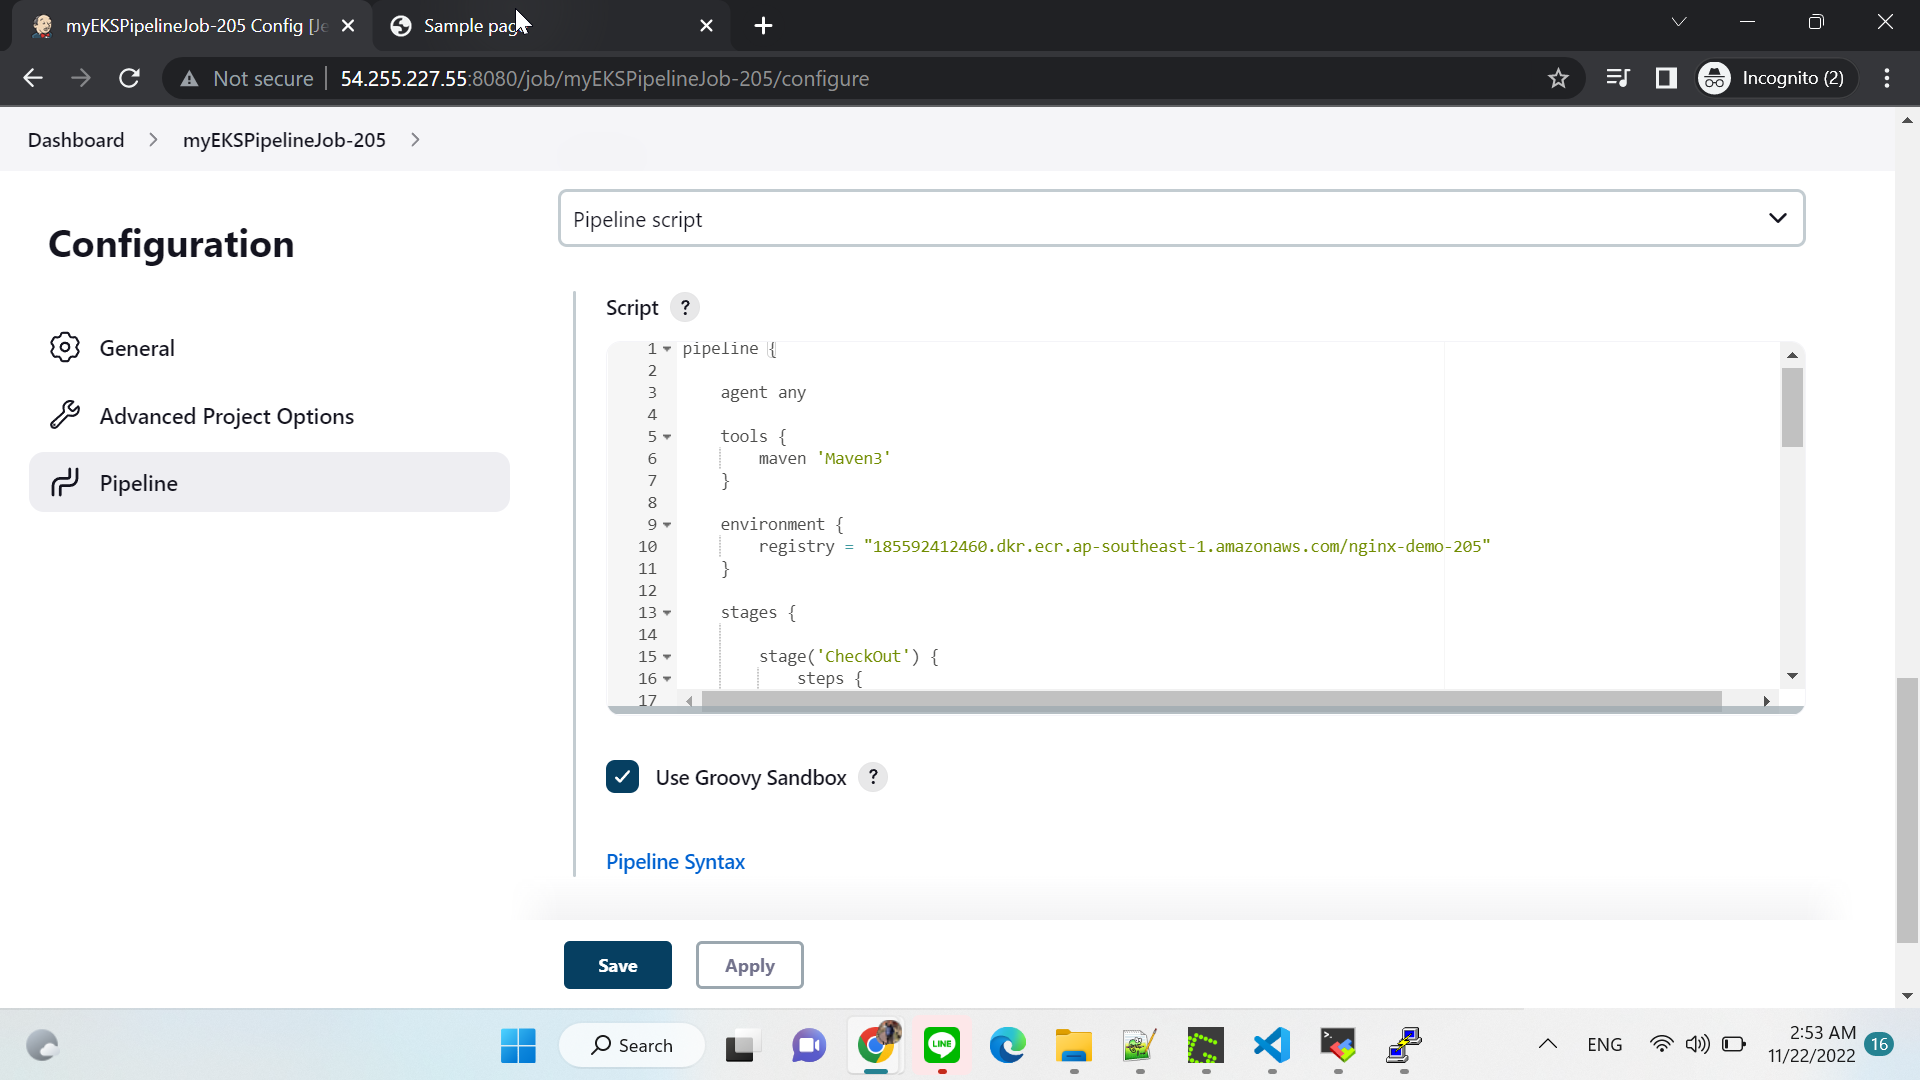 myEKSPipelineJob-205 Config [Je
Sample pag
Not secure
54.255.227.55:8080/job/myEKSPipelineJob-205/configure
Incognito (2)
Dashboard
myEKSPipelineJob-205
Configuration
General
Advanced Project Options
Pipeline
Pipeline script
Script ?
1 pipeline {
2
3 agent any
4
5 tools {
6 maven 'Maven3'
7 }
8
9 environment {
10 registry = "185592412460.dkr.ecr.ap-southeast-1.amazonaws.com/nginx-demo-205"
11 }
12
13 stages {
14
15 stage('CheckOut') {
16 steps {
17
Use Groovy Sandbox ?
Pipeline Syntax
Save
Apply
Search
LINE
ENG
2:53 AM
11/22/2022
16